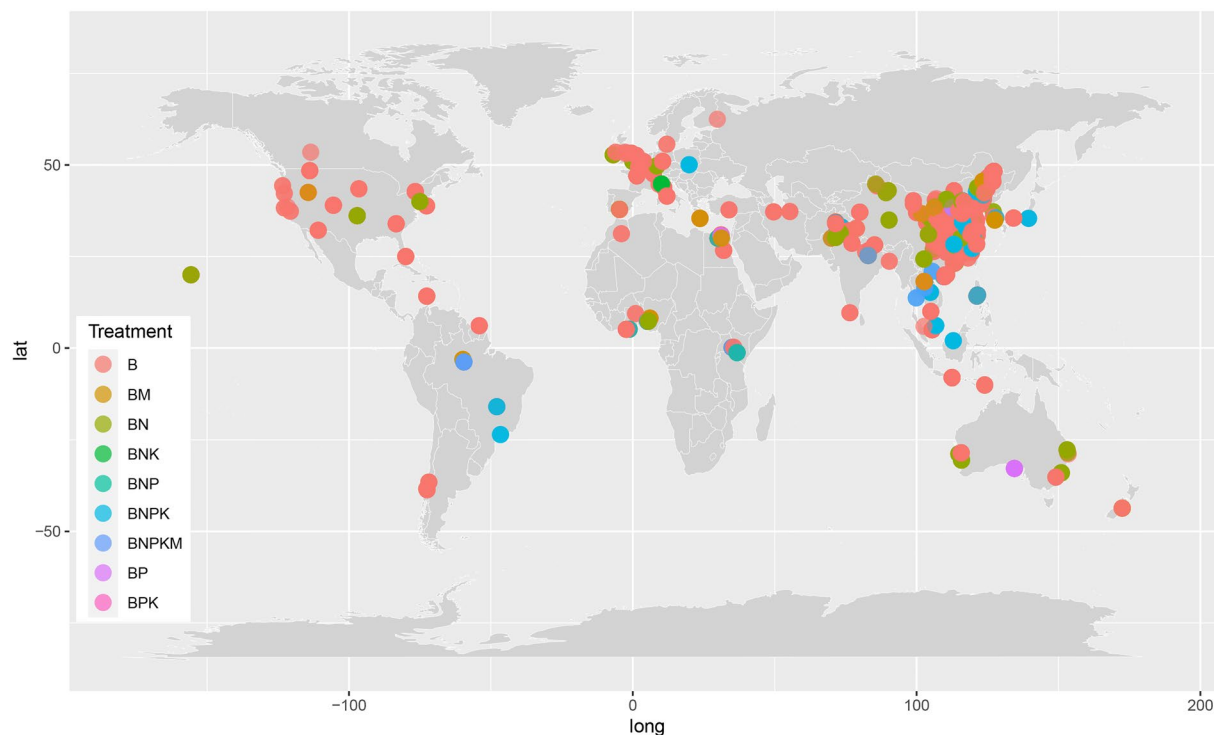 50
0
−50
lat
Treatment
B
BM
BN
BNK
BNP
BNPK
BNPKM
BP
BPK
−100
0
100
200
long